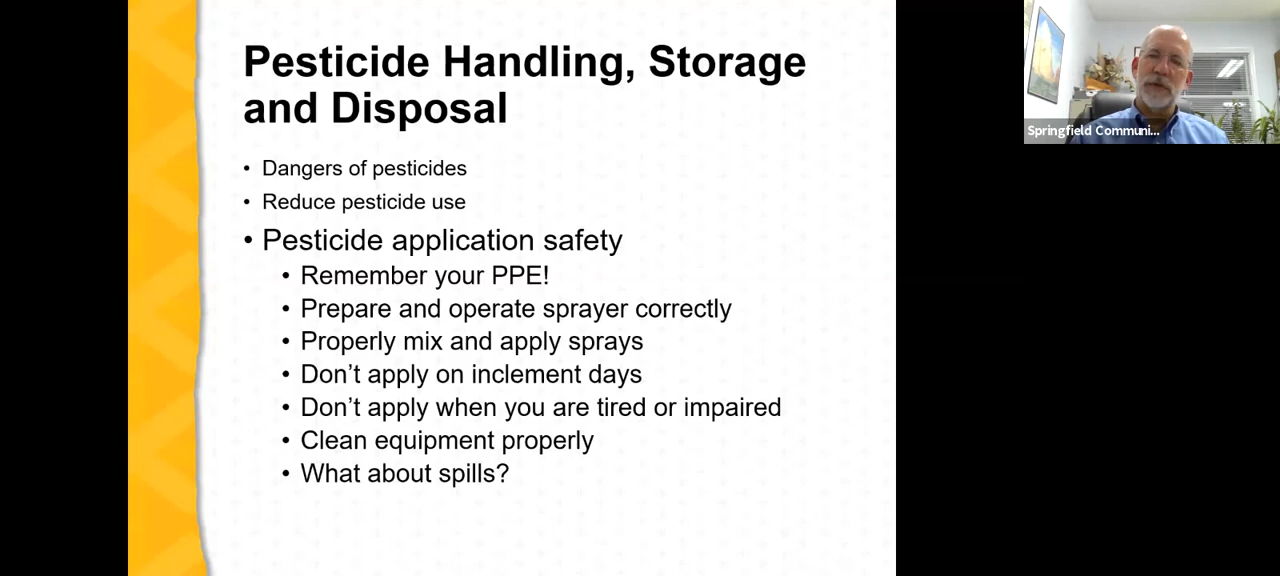 Pesticide Handling, Storage
and Disposal
• Dangers of pesticides
• Reduce pesticide use
• Pesticide application safety
• Remember your PPE!
• Prepare and operate sprayer correctly
• Properly mix and apply sprays
• Don’t apply on inclement days
• Don’t apply when you are tired or impaired
• Clean equipment properly
• What about spills?
Springfield Communi...